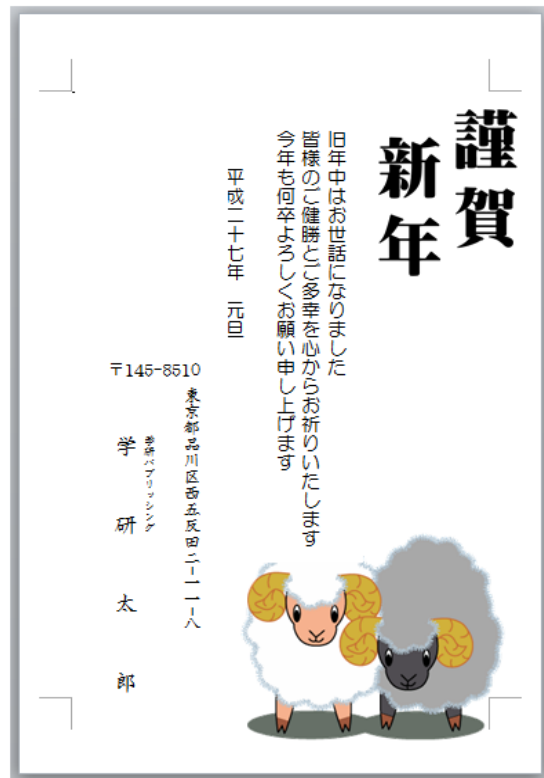 謹賀
新年
旧年中はお世話になりました
皆様のご健勝とご多幸を心からお祈りいたします
今年も何卒よろしくお願い申し上げます
平成二十七年 元旦
〒145-8510
東京都品川区西五反田二-一一-八
学研パブリッシング
学研太郎